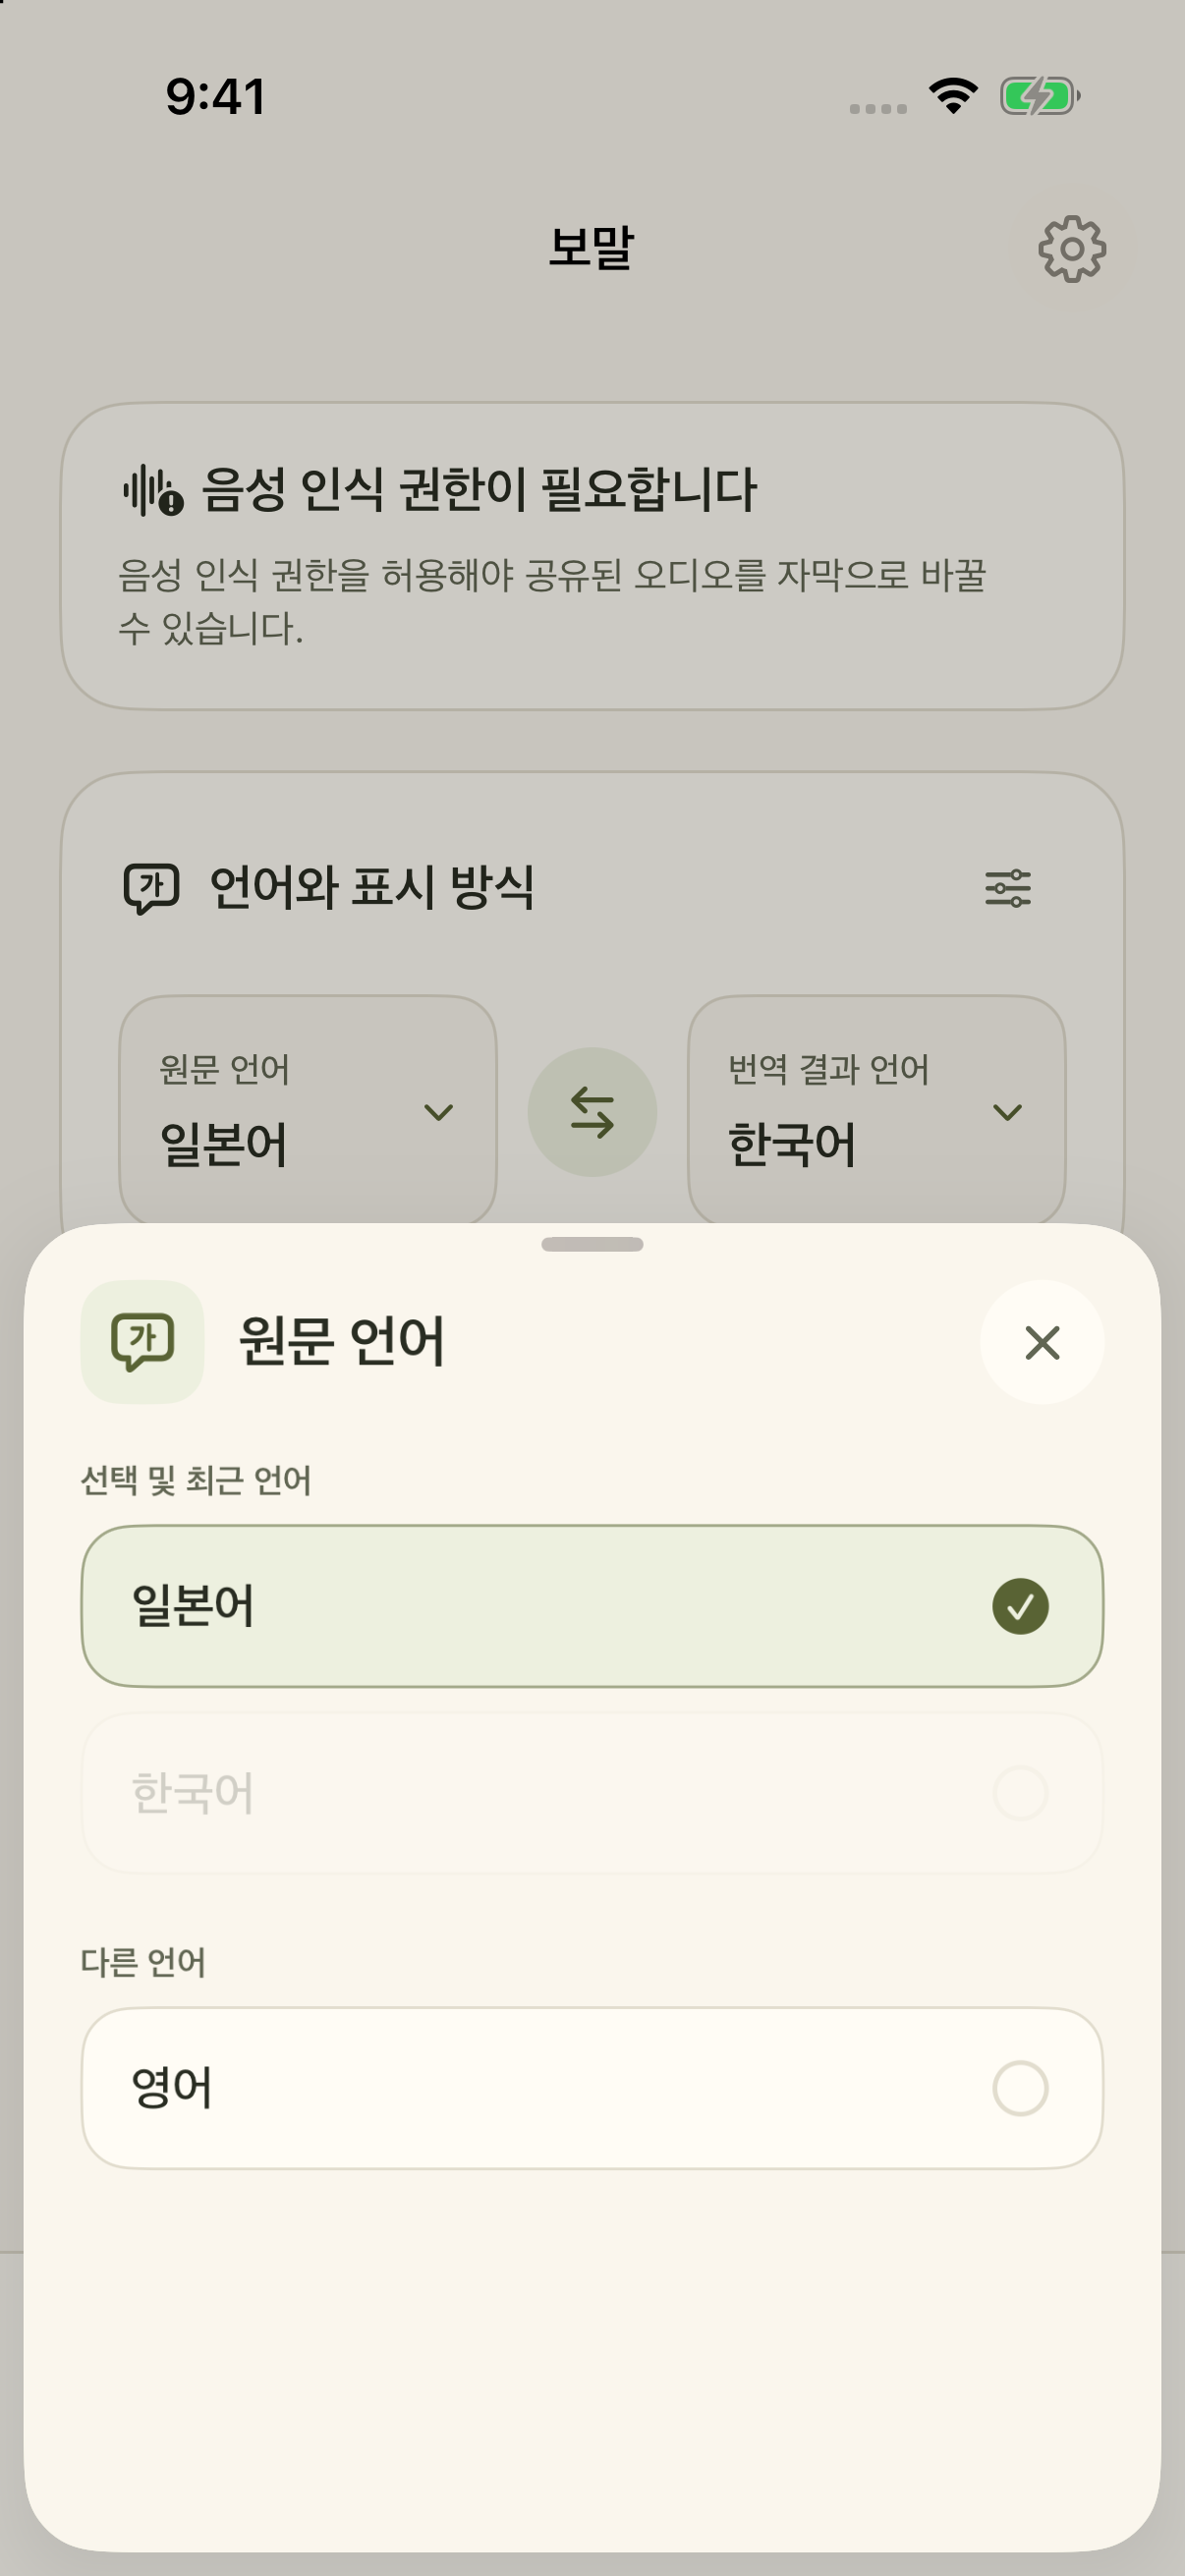 9:41
보말
음성 인식 권한이 필요합니다
음성 인식 권한을 허용해야 공유된 오디오를 자막으로 바꿀
수 있습니다.
가 언어와 표시 방식
원문 언어
일본어
번역 결과 언어
한국어
가 원문 언어
선택 및 최근 언어
일본어
한국어
다른 언어
영어